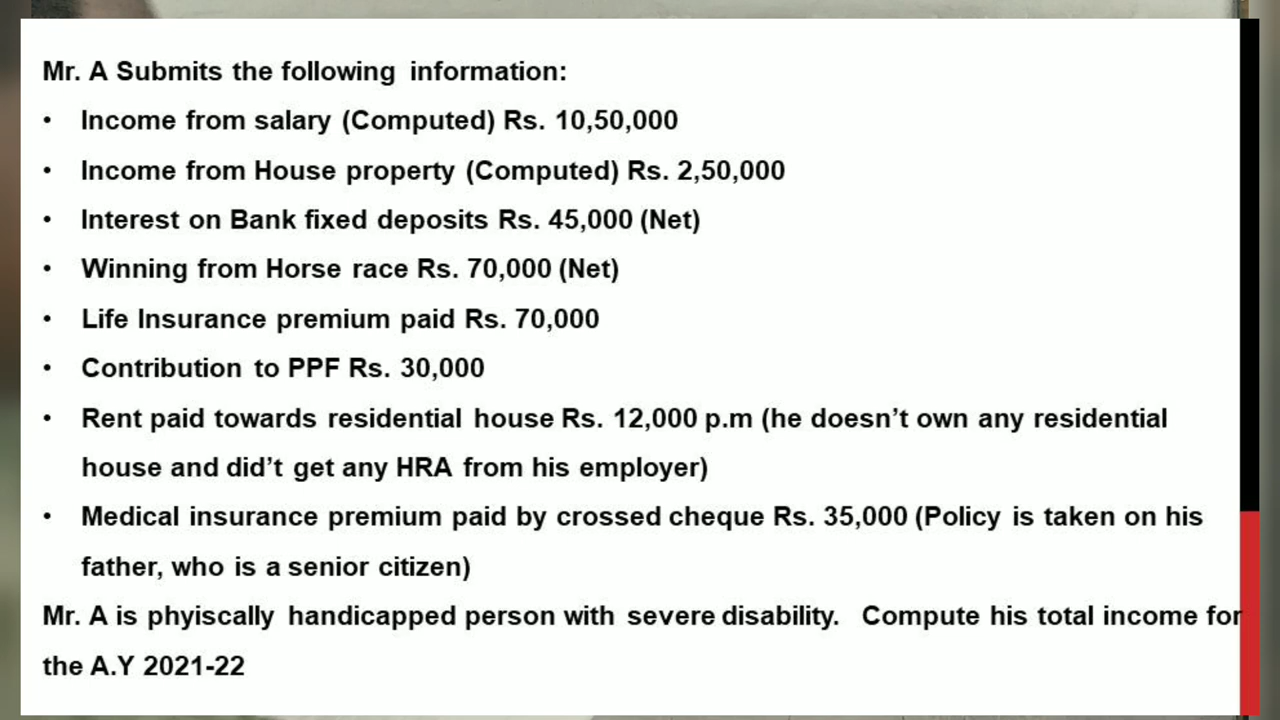 Mr. A Submits the following information:
• Income from salary (Computed) Rs. 10,50,000
• Income from House property (Computed) Rs. 2,50,000
• Interest on Bank fixed deposits Rs. 45,000 (Net)
• Winning from Horse race Rs. 70,000 (Net)
• Life Insurance premium paid Rs. 70,000
• Contribution to PPF Rs. 30,000
• Rent paid towards residential house Rs. 12,000 p.m (he doesn’t own any residential
house and did’t get any HRA from his employer)
• Medical insurance premium paid by crossed cheque Rs. 35,000 (Policy is taken on his
father, who is a senior citizen)
Mr. A is phyiscally handicapped person with severe disability. Compute his total income for
the A.Y 2021-22